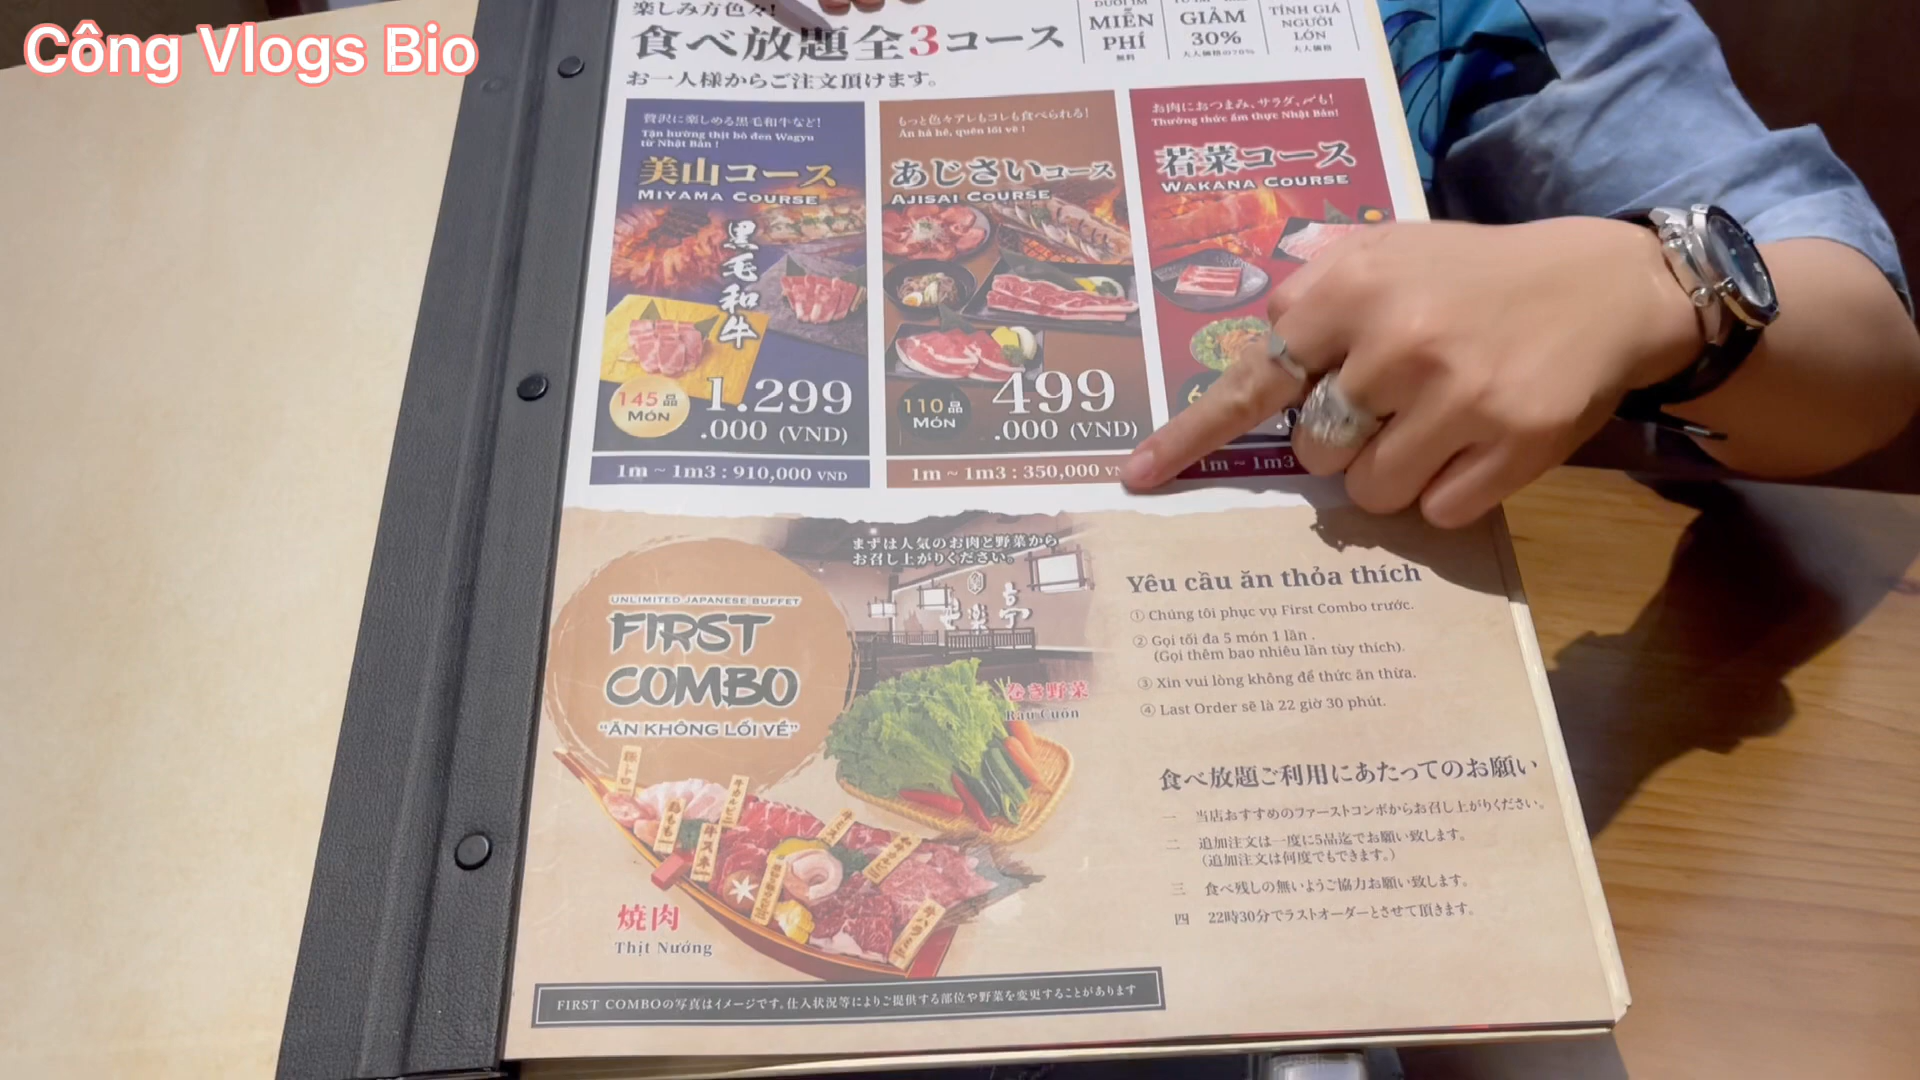 Công Vlogs Bio
楽しみ方色々!
食べ放題全3コース
お一人様からご注文頂けます。
MIỄN
PHÍ
無料
GIẢM
30%
大人価格の70%
TÍNH GIÁ
NGƯỜI
LỚN
大人価格
贅沢に楽しめる黒毛和牛など!
Tận hưởng thịt bò đen Wagyu
từ Nhật Bản !
美山コース
MIYAMA COURSE
黒毛和牛
145品
MÓN
1.299
.000 (VND)
1m ~ 1m3 : 910,000 VND
もっと色々アレもコレも食べられる!
Ăn hả hê, quên lối về !
あじさいコース
AJISAI COURSE
110品
MÓN
499
.000 (VND)
1m ~ 1m3 : 350,000
お肉におつまみ、サラダ、〆も!
Thưởng thức ẩm thực Nhật Bản!
若菜コース
WAKANA COURSE
1m ~ 1m3
まずは人気のお肉と野菜から
お召し上がりください。
UNLIMITED JAPANESE BUFFET
FIRST
COMBO
“ĂN KHÔNG LỐI VỀ”
巻き野菜
Rau Cuốn
焼肉
Thịt Nướng
Yêu cầu ăn thỏa thích
① Chúng tôi phục vụ First Combo trước.
② Gọi tối đa 5 món 1 lần .
(Gọi thêm bao nhiêu lần tùy thích).
③ Xin vui lòng không để thức ăn thừa.
④ Last Order sẽ là 22 giờ 30 phút.
食べ放題ご利用にあたってのお願い
一 当店おすすめのファーストコンボからお召し上がりください。
二 追加注文は一度に5品迄でお願い致します。
（追加注文は何度でもできます。）
三 食べ残しの無いようご協力お願い致します。
四 22時30分でラストオーダーとさせて頂きます。
FIRST COMBOの写真はイメージです。仕入状況等によりご提供する部位や野菜を変更することがあります